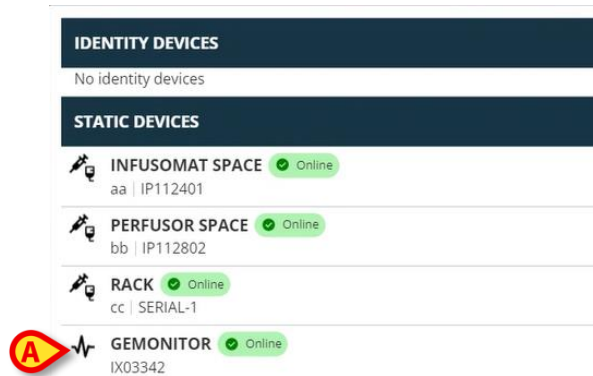 IDENTITY DEVICES
No identity devices
STATIC DEVICES
INFUSOMAT SPACE Online
aa | IP112401
PERFUSOR SPACE Online
bb | IP112802
RACK Online
cc | SERIAL-1
A GEMONITOR Online
IX03342